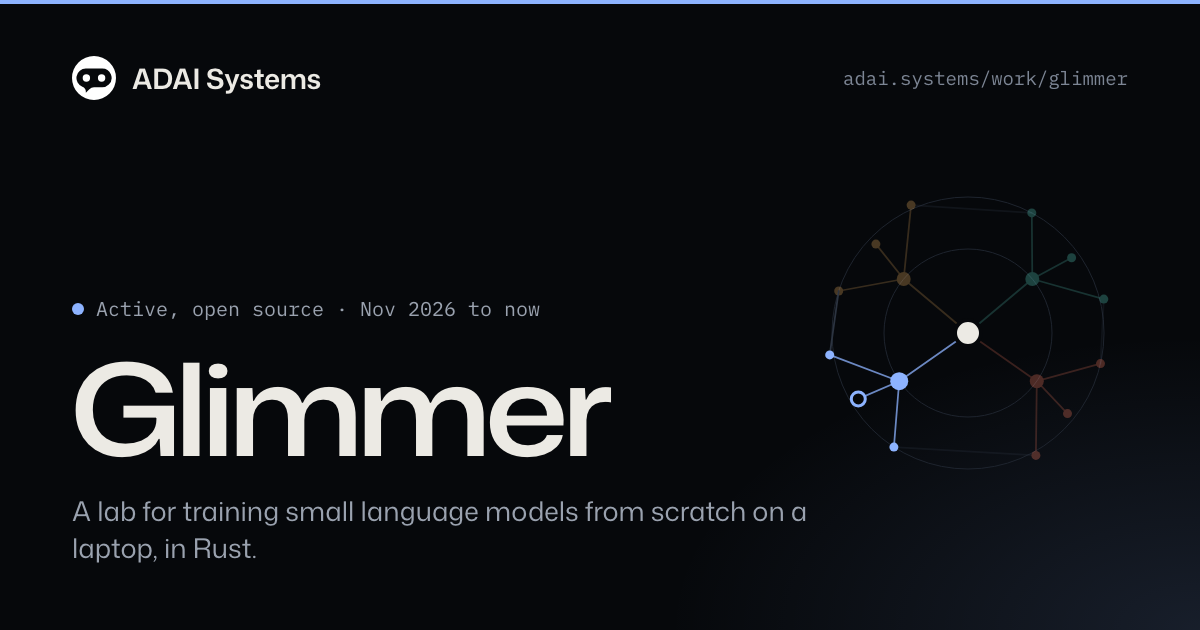 ADAI Systems
adai.systems/work/glimmer
Active, open source · Nov 2026 to now
Glimmer
A lab for training small language models from scratch on a
laptop, in Rust.